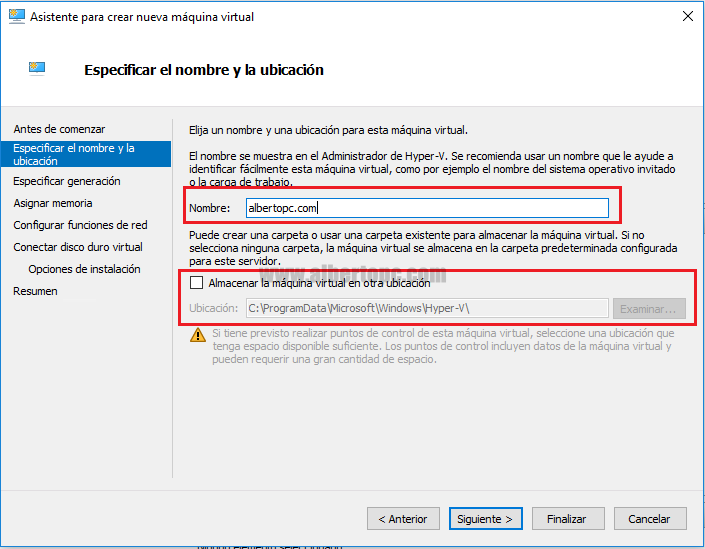 Asistente para crear nueva máquina virtual
Especificar el nombre y la ubicación
Antes de comenzar
Especificar el nombre y la
ubicación
Especificar generación
Asignar memoria
Configurar funciones de red
Conectar disco duro virtual
Opciones de instalación
Resumen
Elija un nombre y una ubicación para esta máquina virtual.
El nombre se muestra en el Administrador de Hyper-V. Se recomienda usar un nombre que le ayude a
identificar fácilmente esta máquina virtual, como por ejemplo el nombre del sistema operativo invitado
o la carga de trabajo.
Nombre: albertopc.com
Puede crear una carpeta o usar una carpeta existente para almacenar la máquina virtual. Si no
selecciona ninguna carpeta, la máquina virtual se almacena en la carpeta predeterminada configurada
para este servidor.
www.albertopc.com
Almacenar la máquina virtual en otra ubicación
Ubicación: C:\ProgramData\Microsoft\Windows\Hyper-V\ Examinar...
Si tiene previsto realizar puntos de control de esta máquina virtual, seleccione una ubicación que
tenga espacio disponible suficiente. Los puntos de control incluyen datos de la máquina virtual y
pueden requerir una gran cantidad de espacio.
< Anterior Siguiente > Finalizar Cancelar